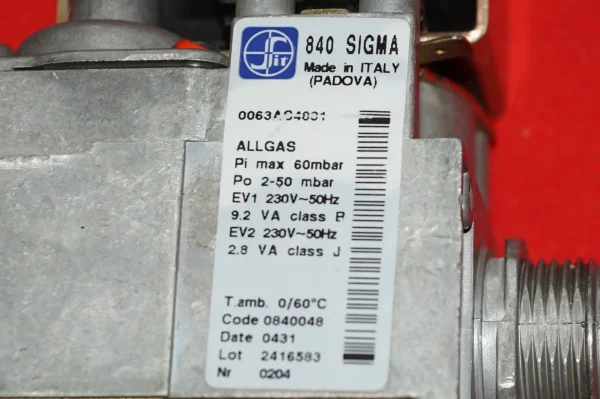 Sit
840 SIGMA
Made in ITALY
(PADOVA)
ALLGAS
Pi max 60mbar
Po 2-50 mbar
EV1 230V~50Hz
9.2 VA class B
EV2 230V~50Hz
2.8 VA class J
T.amb. 0/60°C
Code 0840048
Date 0431
Lot 2416583
Nr 0204